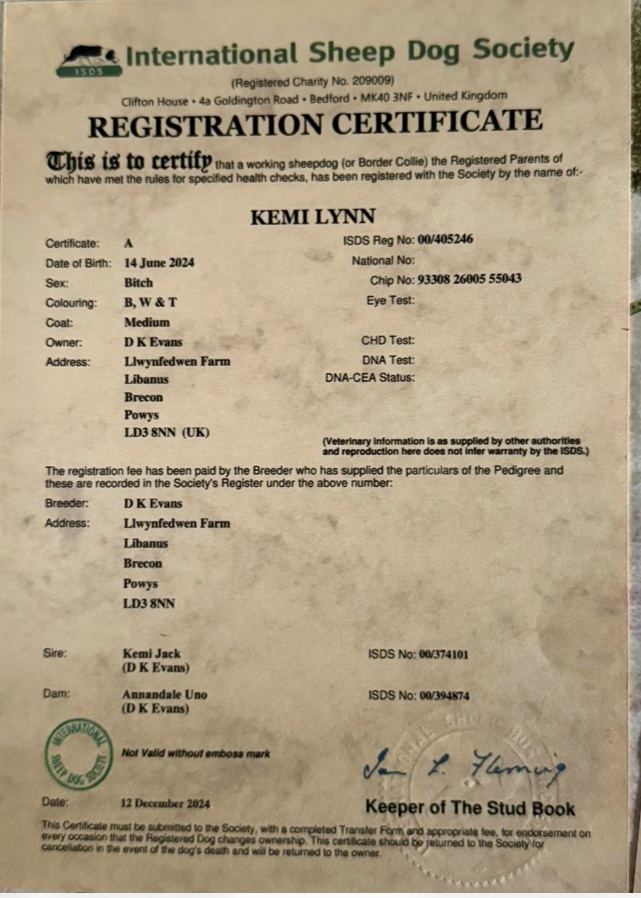 ISDS
International Sheep Dog Society
(Registered Charity No. 209009)
Clifton House • 4a Goldington Road • Bedford • MK40 3NF • United Kingdom
REGISTRATION CERTIFICATE
This is to certify that a working sheepdog (or Border Collie) the Registered Parents of
which have met the rules for specified health checks, has been registered with the Society by the name of:-
KEMI LYNN
Certificate: A
ISDS Reg No: 00/405246
Date of Birth: 14 June 2024
National No:
Sex: Bitch
Chip No: 93308 26005 55043
Colouring: B, W & T
Eye Test:
Coat: Medium
Owner: D K Evans
CHD Test:
Address: Llwynfedwen Farm
DNA Test:
Libanus
DNA-CEA Status:
Brecon
Powys
LD3 8NN (UK)
(Veterinary information is as supplied by other authorities
and reproduction here does not infer warranty by the ISDS.)
The registration fee has been paid by the Breeder who has supplied the particulars of the Pedigree and
these are recorded in the Society's Register under the above number:
Breeder: D K Evans
Address: Llwynfedwen Farm
Libanus
Brecon
Powys
LD3 8NN
Sire: Kemi Jack
ISDS No: 00/374101
(D K Evans)
Dam: Annandale Uno
ISDS No: 00/394874
(D K Evans)
INTERNATIONAL
SHEEP DOG SOCIETY
Not Valid without emboss mark
Ian L. Fleming
Date: 12 December 2024
Keeper of The Stud Book
This Certificate must be submitted to the Society, with a completed Transfer Form and appropriate fee, for endorsement on
every occasion that the Registered Dog changes ownership. This certificate should be returned to the Society for
cancellation in the event of the dog's death and will be returned to the owner.